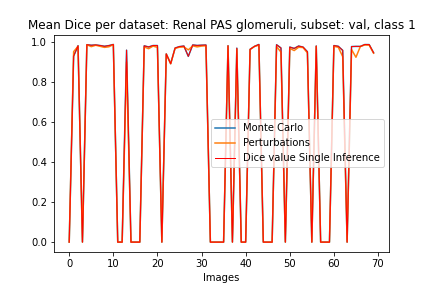 Mean Dice per dataset: Renal PAS glomeruli, subset: val, class 1
1.0
0.8
0.6
0.4
0.2
0.0
Monte Carlo
Perturbations
Dice value Single Inference
0 10 20 30 40 50 60 70
Images